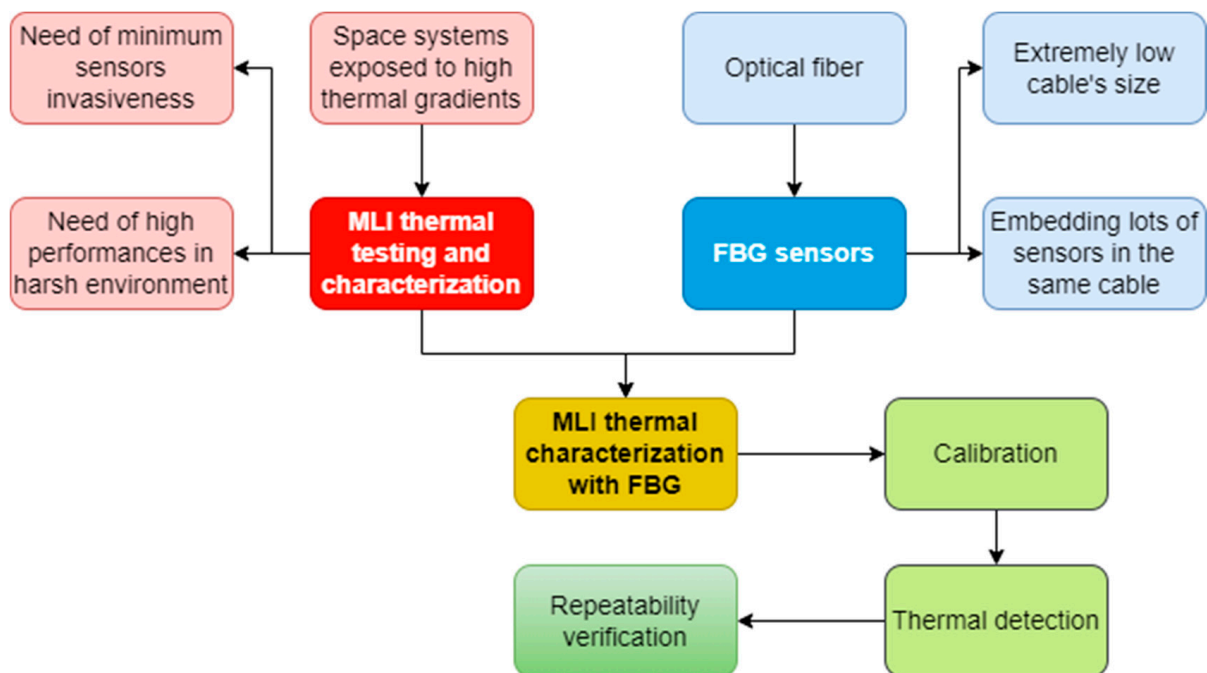 Need of minimum
sensors
invasiveness
Space systems
exposed to high
thermal gradients
Optical fiber
Extremely low
cable's size
Need of high
performances in
harsh environment
MLI thermal
testing and
characterization
FBG sensors
Embedding lots of
sensors in the
same cable
MLI thermal
characterization
with FBG
Calibration
Repeatability
verification
Thermal detection